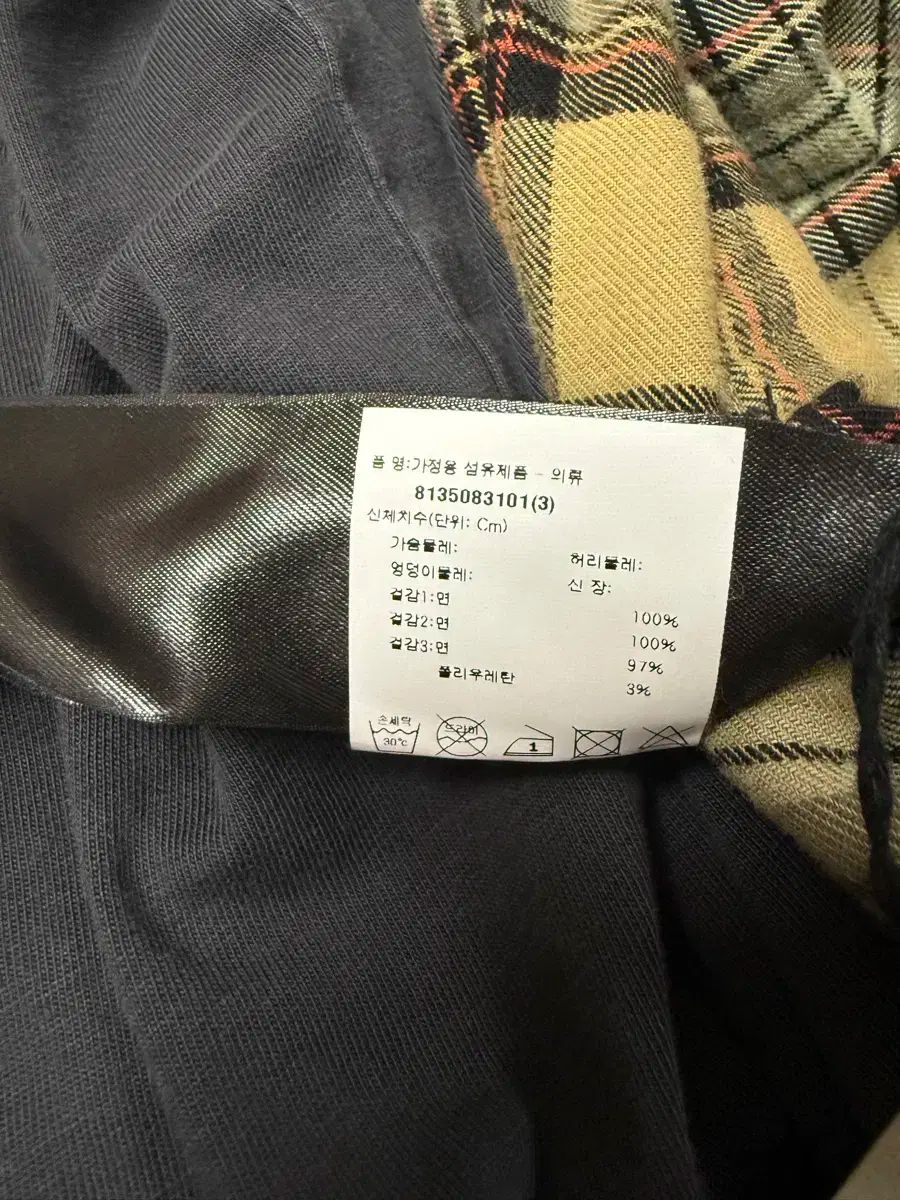 품 명:가정용 섬유제품 - 의류
8135083101(3)
신체치수(단위: Cm)
가슴둘레: 허리둘레:
엉덩이둘레: 신 장:
겉감1:면 100%
겉감2:면 100%
겉감3:면 97%
폴리우레탄 3%
손세탁 30℃ 드라이 1